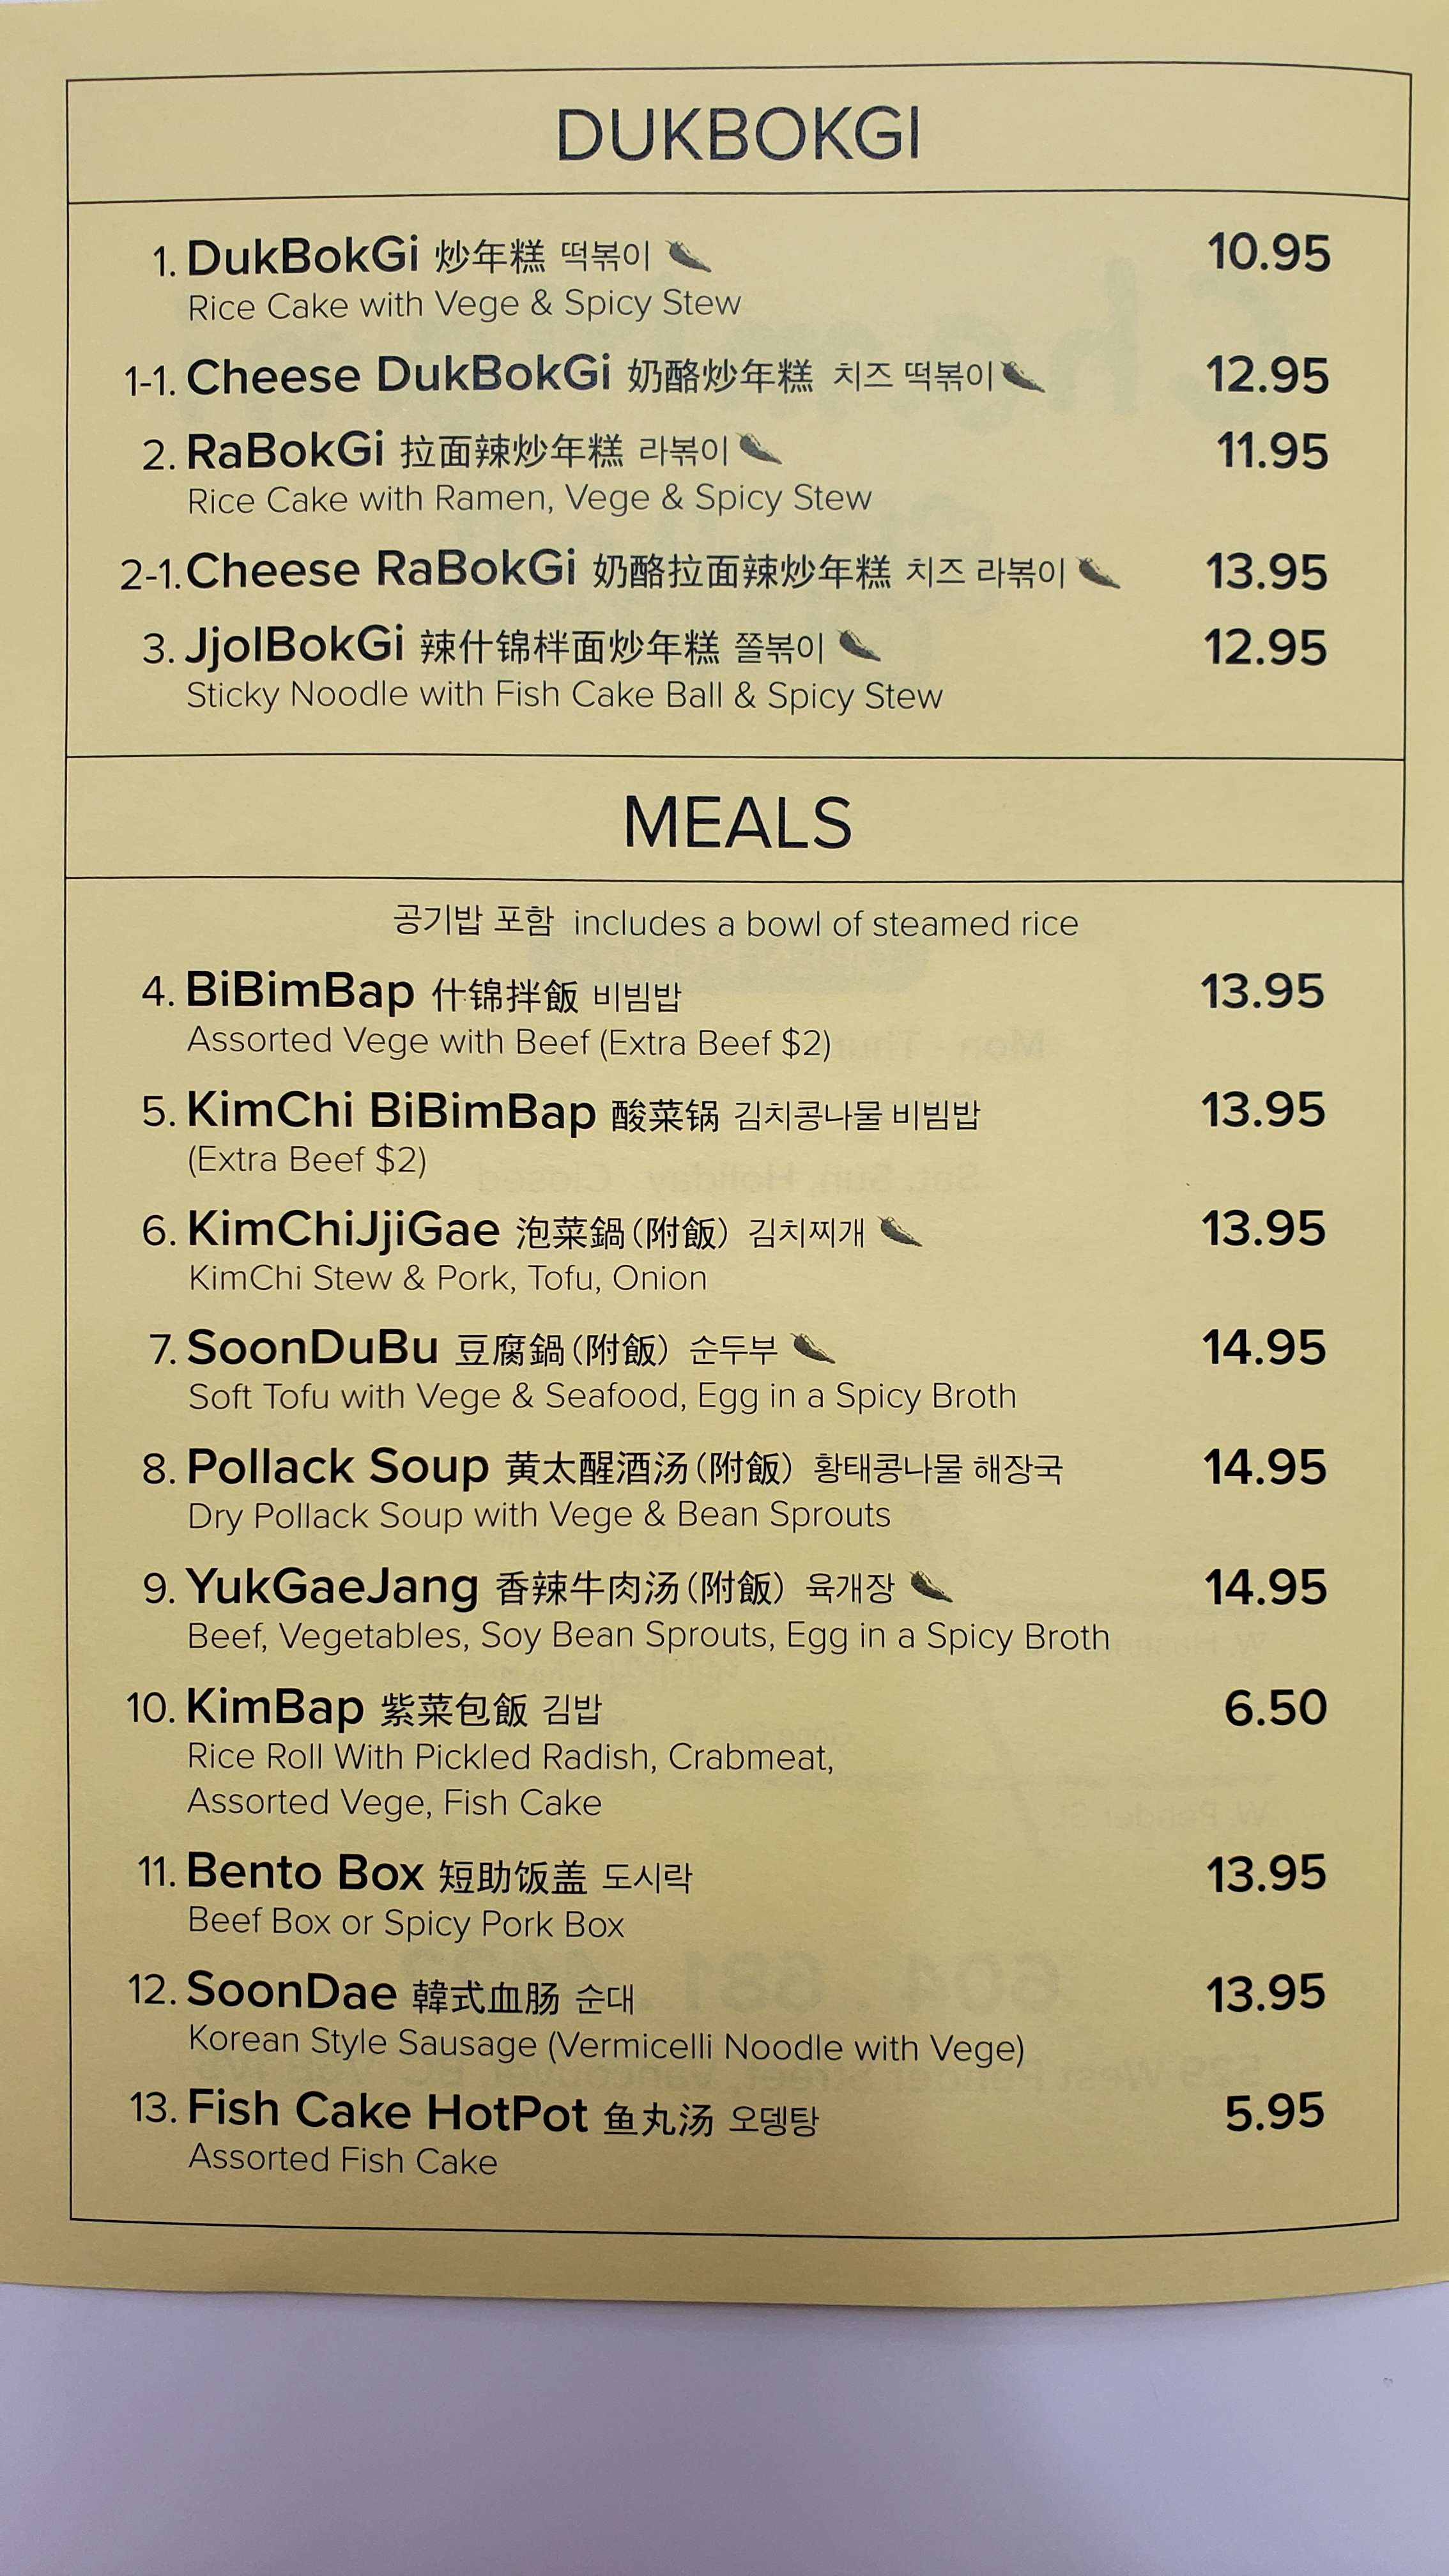 DUKBOKGI
1. DukBokGi 炒年糕 떡볶이 10.95
Rice Cake with Vege & Spicy Stew
1-1. Cheese DukBokGi 奶酪炒年糕 치즈 떡볶이 12.95
2. RaBokGi 拉面辣炒年糕 라볶이 11.95
Rice Cake with Ramen, Vege & Spicy Stew
2-1. Cheese RaBokGi 奶酪拉面辣炒年糕 치즈 라볶이 13.95
3. JjolBokGi 辣什锦柈面炒年糕 쫄볶이 12.95
Sticky Noodle with Fish Cake Ball & Spicy Stew
MEALS
공기밥 포함 includes a bowl of steamed rice
4. BiBimBap 什锦拌飯 비빔밥 13.95
Assorted Vege with Beef (Extra Beef $2)
5. KimChi BiBimBap 酸菜锅 김치콩나물 비빔밥 13.95
(Extra Beef $2)
6. KimChiJjiGae 泡菜鍋(附飯) 김치찌개 13.95
KimChi Stew & Pork, Tofu, Onion
7. SoonDuBu 豆腐鍋(附飯) 순두부 14.95
Soft Tofu with Vege & Seafood, Egg in a Spicy Broth
8. Pollack Soup 黄太醒酒汤(附飯) 황태콩나물 해장국 14.95
Dry Pollack Soup with Vege & Bean Sprouts
9. YukGaeJang 香辣牛肉汤(附飯) 육개장 14.95
Beef, Vegetables, Soy Bean Sprouts, Egg in a Spicy Broth
10. KimBap 紫菜包飯 김밥 6.50
Rice Roll With Pickled Radish, Crabmeat,
Assorted Vege, Fish Cake
11. Bento Box 短助饭盖 도시락 13.95
Beef Box or Spicy Pork Box
12. SoonDae 韓式血肠 순대 13.95
Korean Style Sausage (Vermicelli Noodle with Vege)
13. Fish Cake HotPot 鱼丸汤 오뎅탕 5.95
Assorted Fish Cake